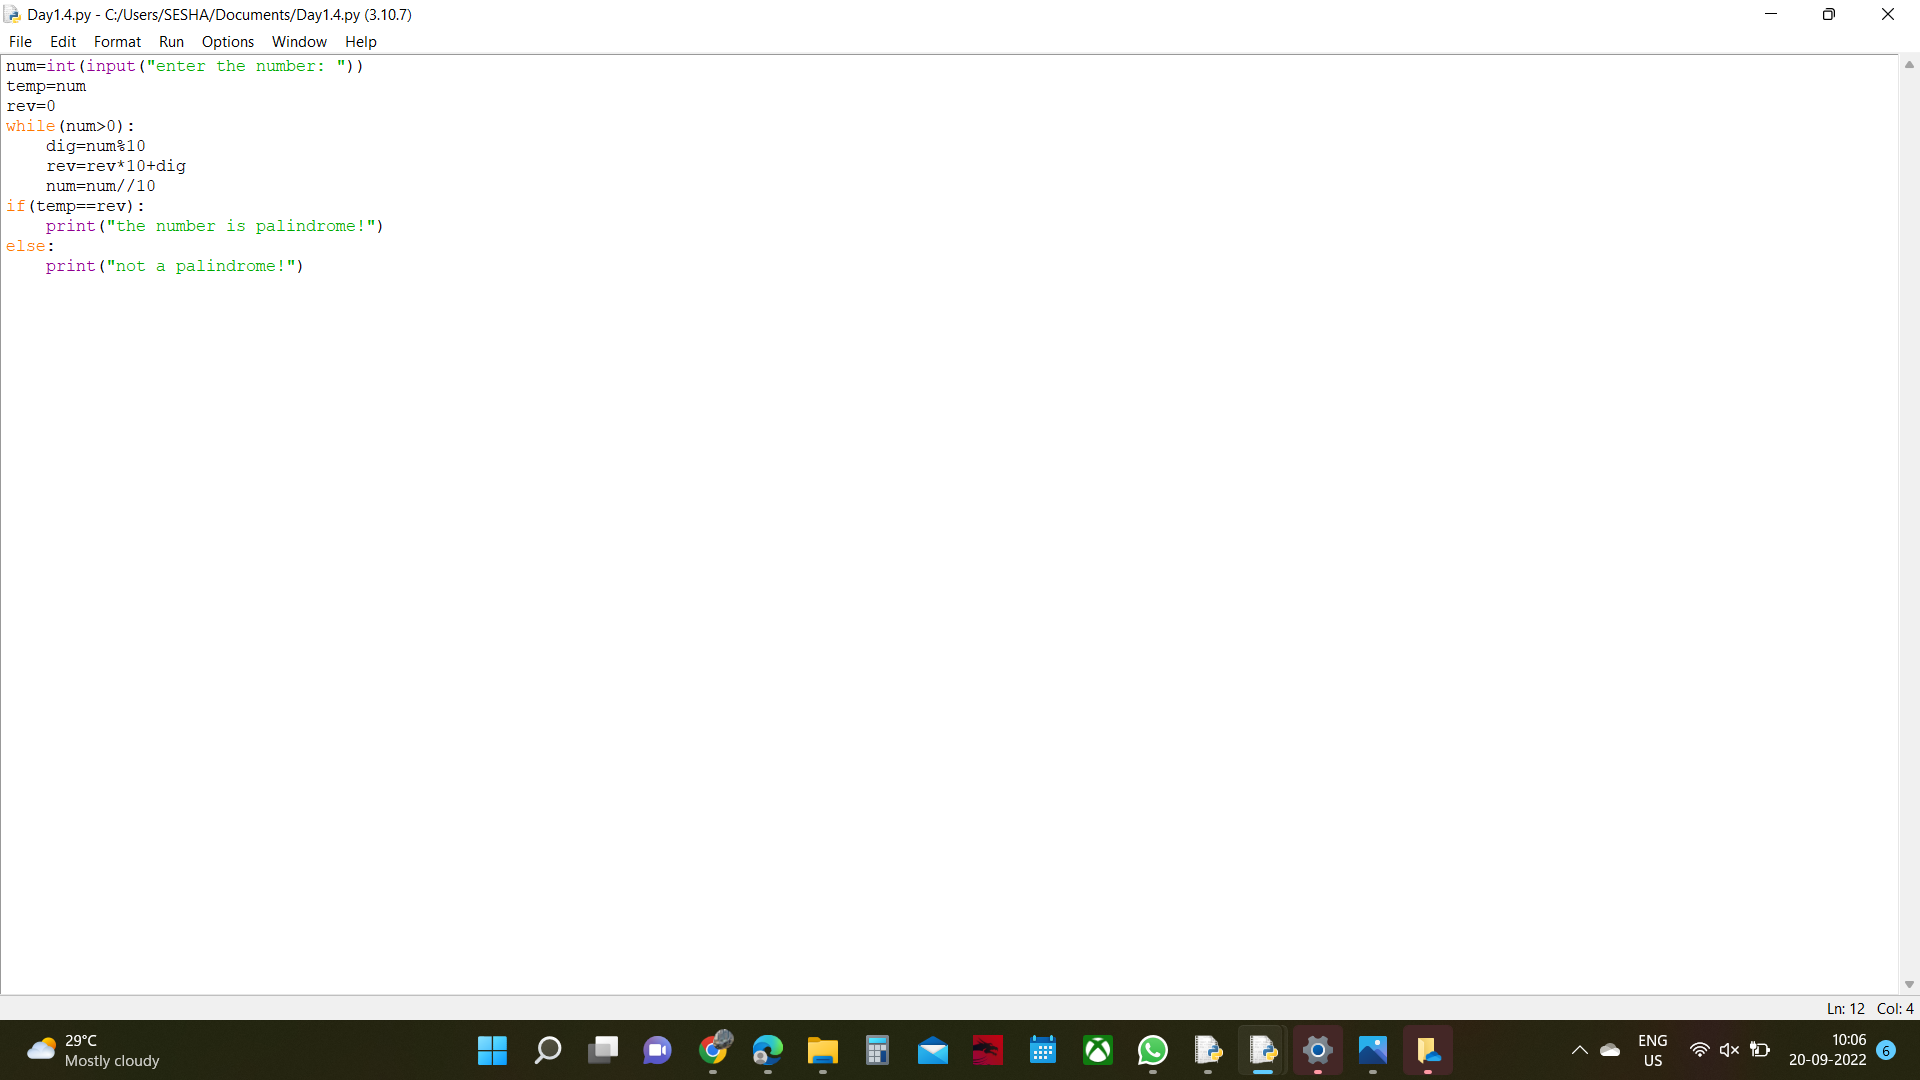 Day1.4.py - C:/Users/SESHA/Documents/Day1.4.py (3.10.7)
File Edit Format Run Options Window Help
num=int(input("enter the number: "))
temp=num
rev=0
while(num>0):
    dig=num%10
    rev=rev*10+dig
    num=num//10
if(temp==rev):
    print("the number is palindrome!")
else:
    print("not a palindrome!")
Ln: 12 Col: 4
29°C
Mostly cloudy
ENG
US
10:06
20-09-2022
6